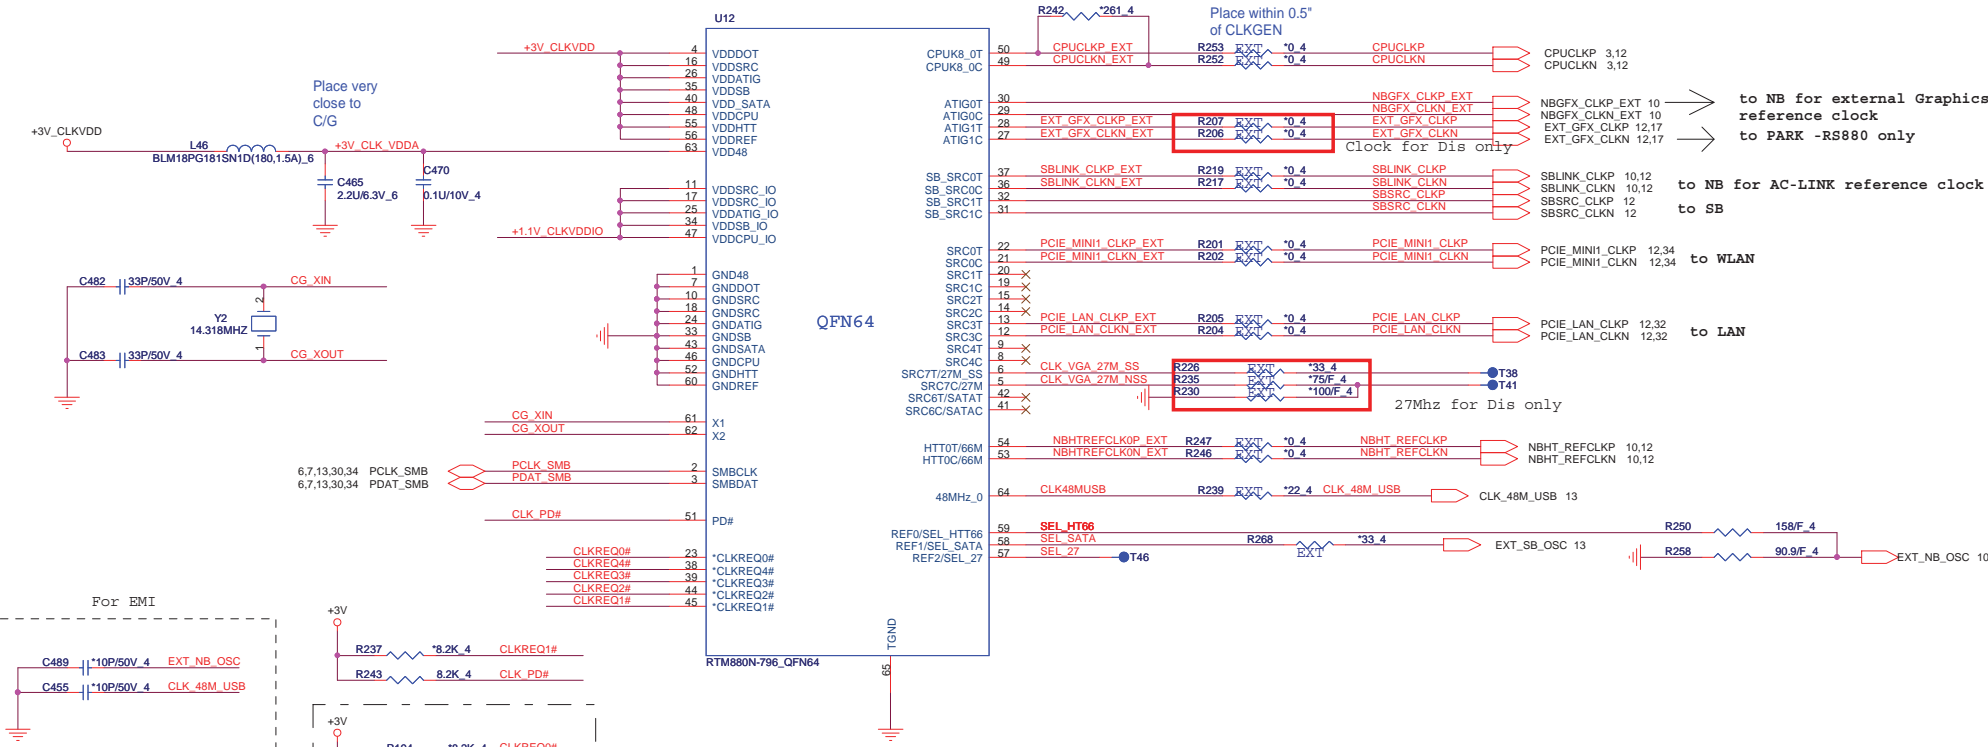 U12
R242 *261_4
Place within 0.5"
of CLKGEN
Place very
close to
C/G
+3V_CLKVDD
L46
BLM18PG181SN1D(180,1.5A)_6
+3V_CLK_VDDA
C465
2.2U/6.3V_6
C470
0.1U/10V_4
+3V_CLKVDD
4 VDDDOT
16 VDDSRC
26 VDDATIG
35 VDDSB
40 VDD_SATA
48 VDDCPU
55 VDDHTT
56 VDDREF
63 VDD48
11 VDDSRC_IO
17 VDDSRC_IO
25 VDDATIG_IO
34 VDDSB_IO
47 VDDCPU_IO
+1.1V_CLKVDDIO
C482 33P/50V_4 CG_XIN
2
Y2
14.318MHZ
1
C483 33P/50V_4 CG_XOUT
1 GND48
7 GNDDOT
10 GNDSRC
18 GNDSRC
24 GNDATIG
33 GNDSB
43 GNDSATA
46 GNDCPU
52 GNDHTT
60 GNDREF
QFN64
CG_XIN 61 X1
CG_XOUT 62 X2
6,7,13,30,34 PCLK_SMB PCLK_SMB 2 SMBCLK
6,7,13,30,34 PDAT_SMB PDAT_SMB 3 SMBDAT
CLK_PD# 51 PD#
CLKREQ0# 23 *CLKREQ0#
CLKREQ4# 38 *CLKREQ4#
CLKREQ3# 39 *CLKREQ3#
CLKREQ2# 44 *CLKREQ2#
CLKREQ1# 45 *CLKREQ1#
CPUK8_0T 50 CPUCLKP_EXT R253 EXT *0_4 CPUCLKP CPUCLKP 3,12
CPUK8_0C 49 CPUCLKN_EXT R252 EXT *0_4 CPUCLKN CPUCLKN 3,12
ATIG0T 30 NBGFX_CLKP_EXT NBGFX_CLKP_EXT 10
ATIG0C 29 NBGFX_CLKN_EXT NBGFX_CLKN_EXT 10
to NB for external Graphics
reference clock
ATIG1T 28 EXT_GFX_CLKP_EXT R207 EXT *0_4 EXT_GFX_CLKP EXT_GFX_CLKP 12,17
ATIG1C 27 EXT_GFX_CLKN_EXT R206 EXT *0_4 EXT_GFX_CLKN EXT_GFX_CLKN 12,17
to PARK -RS880 only
Clock for Dis only
SB_SRC0T 37 SBLINK_CLKP_EXT R219 EXT *0_4 SBLINK_CLKP SBLINK_CLKP 10,12
SB_SRC0C 36 SBLINK_CLKN_EXT R217 EXT *0_4 SBLINK_CLKN SBLINK_CLKN 10,12
to NB for AC-LINK reference clock
SB_SRC1T 32 SBSRC_CLKP SBSRC_CLKP 12
SB_SRC1C 31 SBSRC_CLKN SBSRC_CLKN 12
to SB
SRC0T 22 PCIE_MINI1_CLKP_EXT R201 EXT *0_4 PCIE_MINI1_CLKP PCIE_MINI1_CLKP 12,34
SRC0C 21 PCIE_MINI1_CLKN_EXT R202 EXT *0_4 PCIE_MINI1_CLKN PCIE_MINI1_CLKN 12,34
to WLAN
SRC1T 20
SRC1C 19
SRC2T 15
SRC2C 14
SRC3T 13 PCIE_LAN_CLKP_EXT R205 EXT *0_4 PCIE_LAN_CLKP PCIE_LAN_CLKP 12,32
SRC3C 12 PCIE_LAN_CLKN_EXT R204 EXT *0_4 PCIE_LAN_CLKN PCIE_LAN_CLKN 12,32
to LAN
SRC4T 9
SRC4C 8
SRC7T/27M_SS 6 CLK_VGA_27M_SS R226 EXT *33_4 T38
SRC7C/27M 5 CLK_VGA_27M_NSS R235 EXT *75/F_4 T41
R230 EXT *100/F_4
SRC6T/SATAT 42
SRC6C/SATAC 41
27Mhz for Dis only
HTT0T/66M 54 NBHTREFCLK0P_EXT R247 EXT *0_4 NBHT_REFCLKP NBHT_REFCLKP 10,12
HTT0C/66M 53 NBHTREFCLK0N_EXT R246 EXT *0_4 NBHT_REFCLKN NBHT_REFCLKN 10,12
48MHz_0 64 CLK48MUSB R239 EXT *22_4 CLK_48M_USB CLK_48M_USB 13
REF0/SEL_HTT66 59 SEL_HT66 R250 158/F_4
REF1/SEL_SATA 58 SEL_SATA R268 EXT *33_4 EXT_SB_OSC 13
REF2/SEL_27 57 SEL_27 T46
R258 90.9/F_4 EXT_NB_OSC 10
TGND
65
RTM880N-796_QFN64
For EMI
C489 *10P/50V_4 EXT_NB_OSC
C455 *10P/50V_4 CLK_48M_USB
+3V
R237 *8.2K_4 CLKREQ1#
R243 8.2K_4 CLK_PD#
+3V